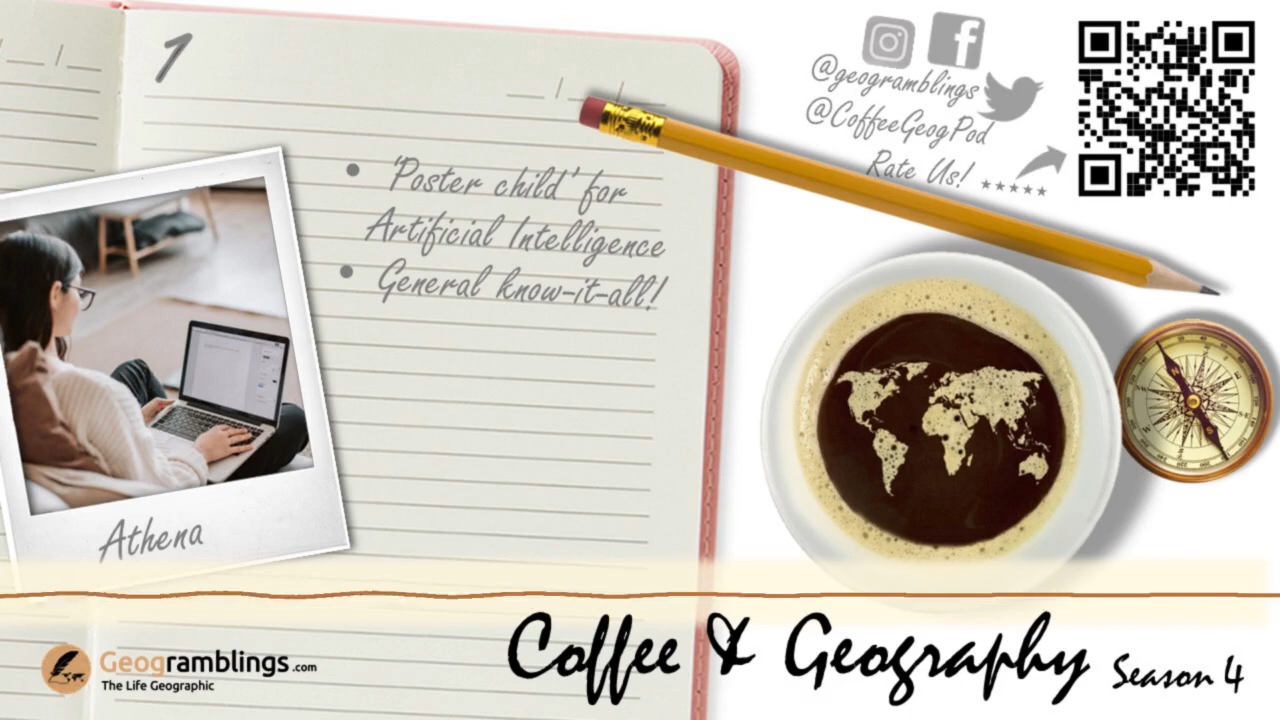 1
@geogramblings
@CoffeeGeogPod
Rate Us!
• 'Poster child' for
Artificial Intelligence
• General know-it-all!
Athena
Geogramblings.com
The Life Geographic
Coffee & Geography Season 4